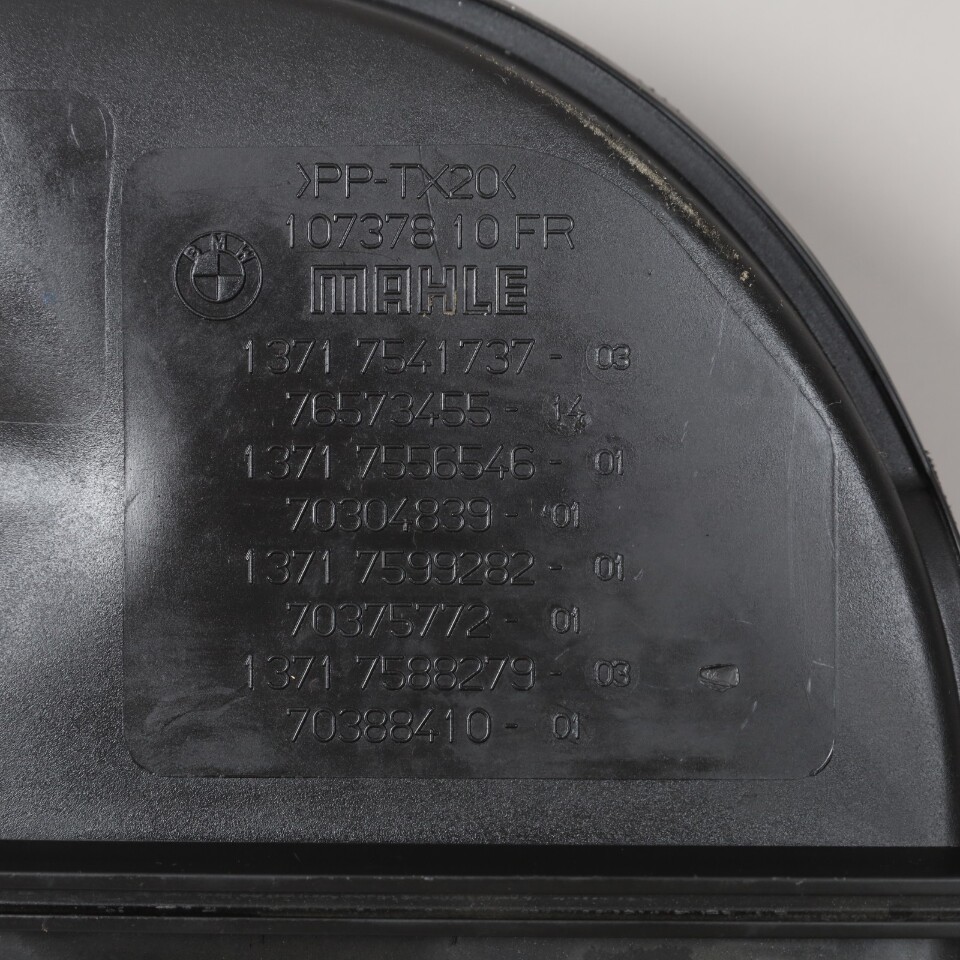 >PP-TX20<
107378 10 FR
BMW
MAHLE
1371 7541737- 03
76573455- 14
1371 7556546- 01
70304839- 01
1371 7599282- 01
70375772- 01
1371 7588279- 03
70388410- 01